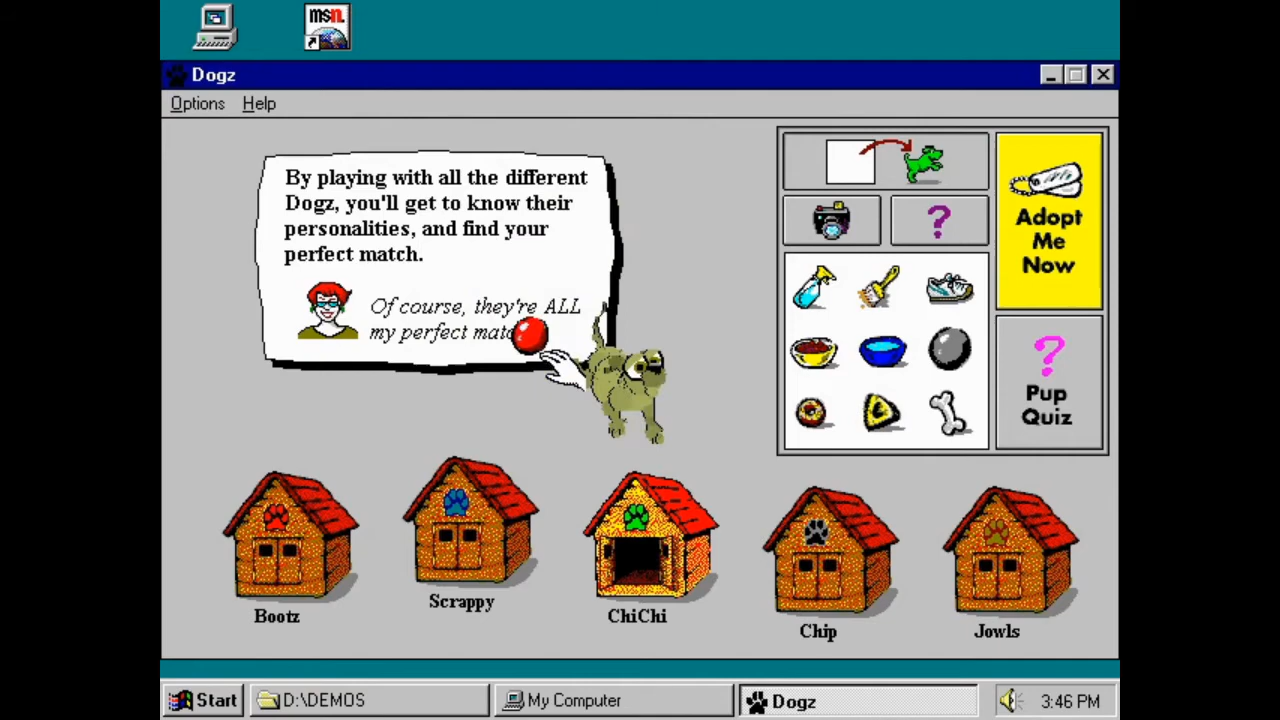 msn
Dogz
Options Help
By playing with all the different
Dogz, you'll get to know their
personalities, and find your
perfect match.
Of course, they're ALL
my perfect
?
Adopt
Me
Now
?
Pup
Quiz
Bootz
Scrappy
ChiChi
Chip
Jowls
Start
D:\DEMOS
My Computer
Dogz
3:46 PM